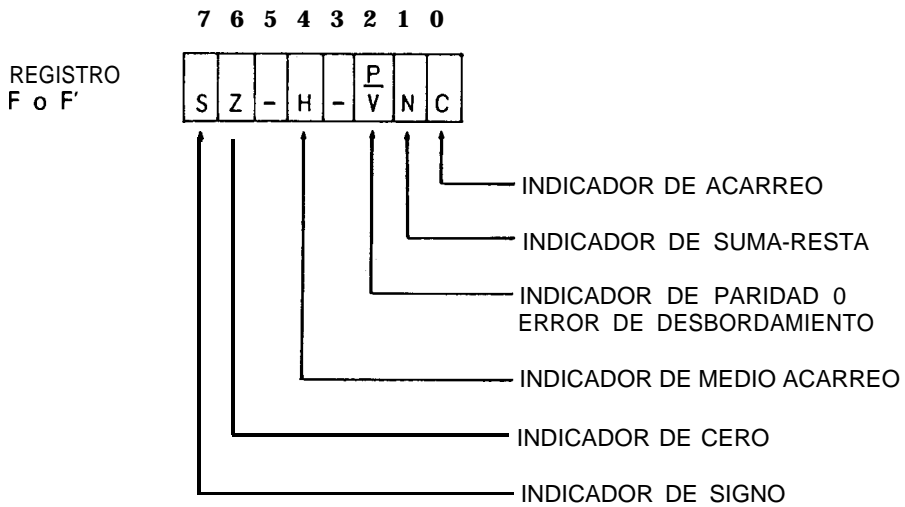 7 6 5 4 3 2 1 0
REGISTRO
F o F'
S Z - H - P/V N C
INDICADOR DE ACARREO
INDICADOR DE SUMA-RESTA
INDICADOR DE PARIDAD 0
ERROR DE DESBORDAMIENTO
INDICADOR DE MEDIO ACARREO
INDICADOR DE CERO
INDICADOR DE SIGNO